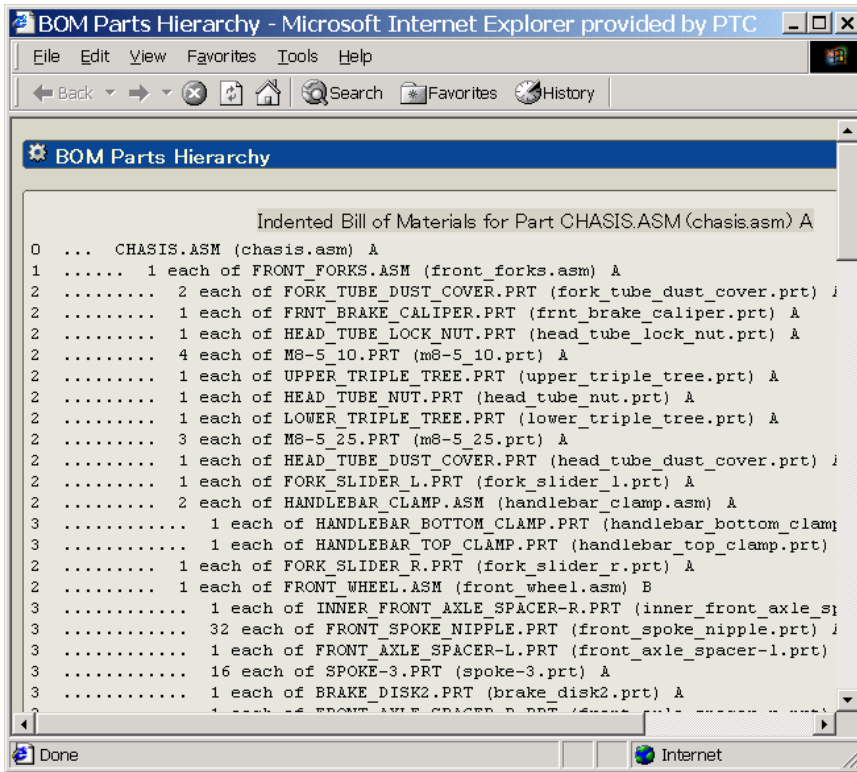 BOM Parts Hierarchy - Microsoft Internet Explorer provided by PTC
File Edit View Favorites Tools Help
Back Search Favorites History
BOM Parts Hierarchy
Indented Bill of Materials for Part CHASIS.ASM (chasis.asm) A
0 ... CHASIS.ASM (chasis.asm) A
1 ...... 1 each of FRONT_FORKS.ASM (front_forks.asm) A
2 ......... 2 each of FORK_TUBE_DUST_COVER.PRT (fork_tube_dust_cover.prt)
2 ......... 1 each of FRNT_BRAKE_CALIPER.PRT (frnt_brake_caliper.prt) A
2 ......... 1 each of HEAD_TUBE_LOCK_NUT.PRT (head_tube_lock_nut.prt) A
2 ......... 4 each of M8-5_10.PRT (m8-5_10.prt) A
2 ......... 1 each of UPPER_TRIPLE_TREE.PRT (upper_triple_tree.prt) A
2 ......... 1 each of HEAD_TUBE_NUT.PRT (head_tube_nut.prt) A
2 ......... 1 each of LOWER_TRIPLE_TREE.PRT (lower_triple_tree.prt) A
2 ......... 3 each of M8-5_25.PRT (m8-5_25.prt) A
2 ......... 1 each of HEAD_TUBE_DUST_COVER.PRT (head_tube_dust_cover.prt)
2 ......... 1 each of FORK_SLIDER_L.PRT (fork_slider_l.prt) A
2 ......... 2 each of HANDLEBAR_CLAMP.ASM (handlebar_clamp.asm) A
3 ............ 1 each of HANDLEBAR_BOTTOM_CLAMP.PRT (handlebar_bottom_clamp
3 ............ 1 each of HANDLEBAR_TOP_CLAMP.PRT (handlebar_top_clamp.prt)
2 ......... 1 each of FORK_SLIDER_R.PRT (fork_slider_r.prt) A
2 ......... 1 each of FRONT_WHEEL.ASM (front_wheel.asm) B
3 ............ 1 each of INNER_FRONT_AXLE_SPACER-R.PRT (inner_front_axle_sp
3 ............ 32 each of FRONT_SPOKE_NIPPLE.PRT (front_spoke_nipple.prt)
3 ............ 1 each of FRONT_AXLE_SPACER-L.PRT (front_axle_spacer-l.prt)
3 ............ 16 each of SPOKE-3.PRT (spoke-3.prt) A
3 ............ 1 each of BRAKE_DISK2.PRT (brake_disk2.prt) A
Done Internet